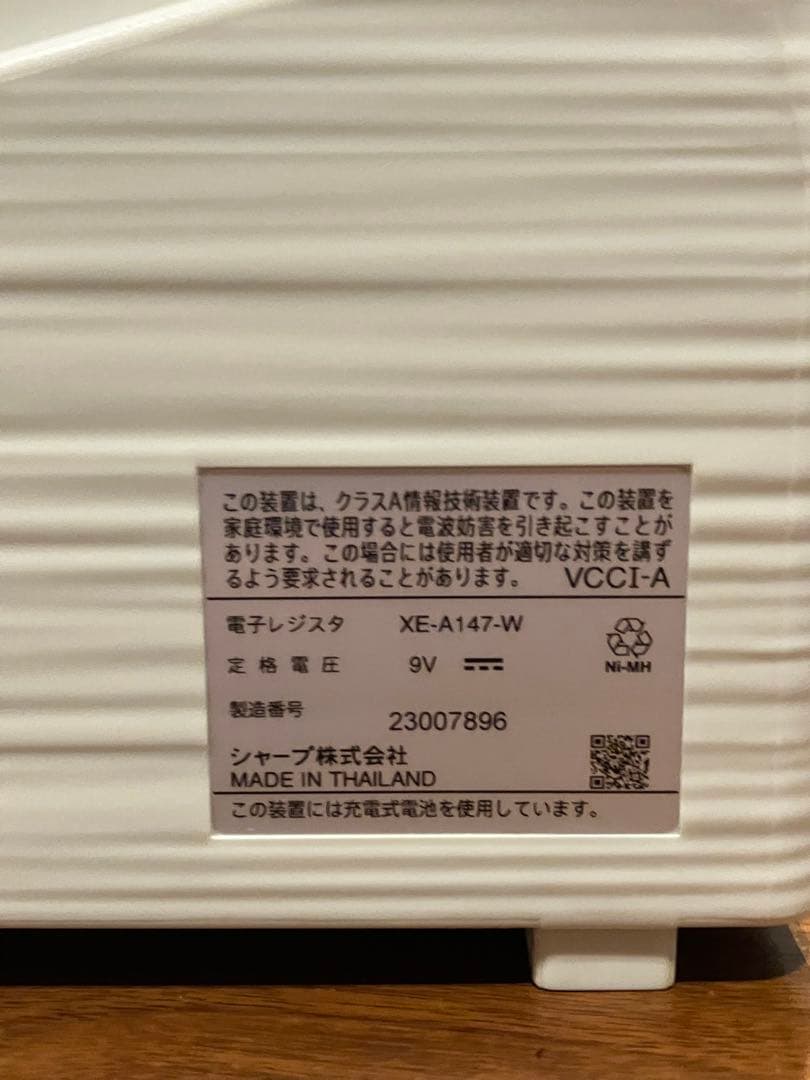 この装置は、クラスA情報技術装置です。この装置を
家庭環境で使用すると電波妨害を引き起こすことが
あります。この場合には使用者が適切な対策を講ず
るよう要求されることがあります。 VCCI-A
電子レジスタ XE-A147-W
定格電圧 9V
Ni-MH
製造番号 23007896
シャープ株式会社
MADE IN THAILAND
この装置には充電式電池を使用しています。